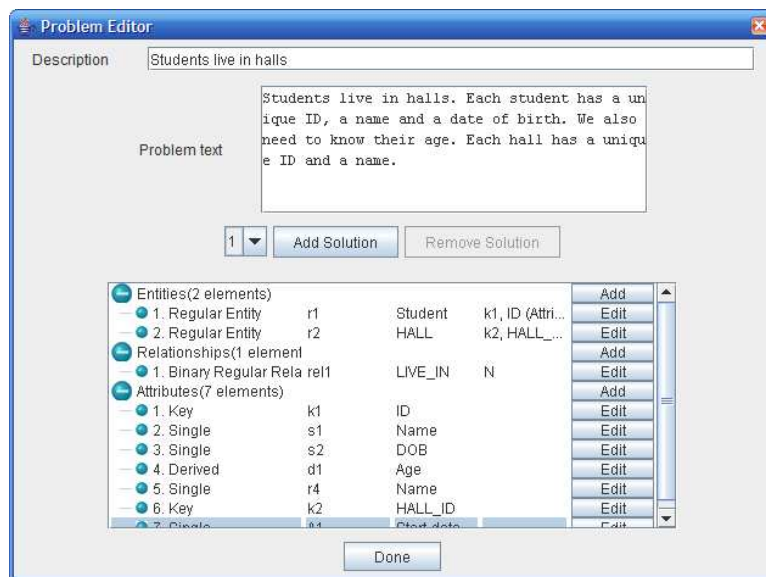 Problem Editor
Description Students live in halls
Problem text
Students live in halls. Each student has a un
ique ID, a name and a date of birth. We also
need to know their age. Each hall has a uniqu
e ID and a name.
1 Add Solution Remove Solution
Entities(2 elements) Add
1. Regular Entity r1 Student k1, ID (Attri... Edit
2. Regular Entity r2 HALL k2, HALL_... Edit
Relationships(1 element Add
1. Binary Regular Rela rel1 LIVE_IN N Edit
Attributes(7 elements) Add
1. Key k1 ID Edit
2. Single s1 Name Edit
3. Single s2 DOB Edit
4. Derived d1 Age Edit
5. Single r4 Name Edit
6. Key k2 HALL_ID Edit
7. Single Start date Edit
Done